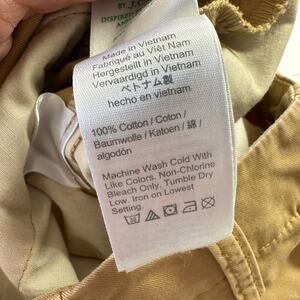 BY J.C
INSPIRED
Made in Vietnam
Fabriqué au Viêt Nam
Hergestellt in Vietnam
Vervaardigd in Vietnam
ベトナム製
hecho en vietnam
100% Cotton / Coton /
Baumwolle / Katoen / 綿 /
algodón
Machine Wash Cold With
Like Colors, Non-Chlorine
Bleach Only, Tumble Dry
Low, Iron on Lowest
Setting.